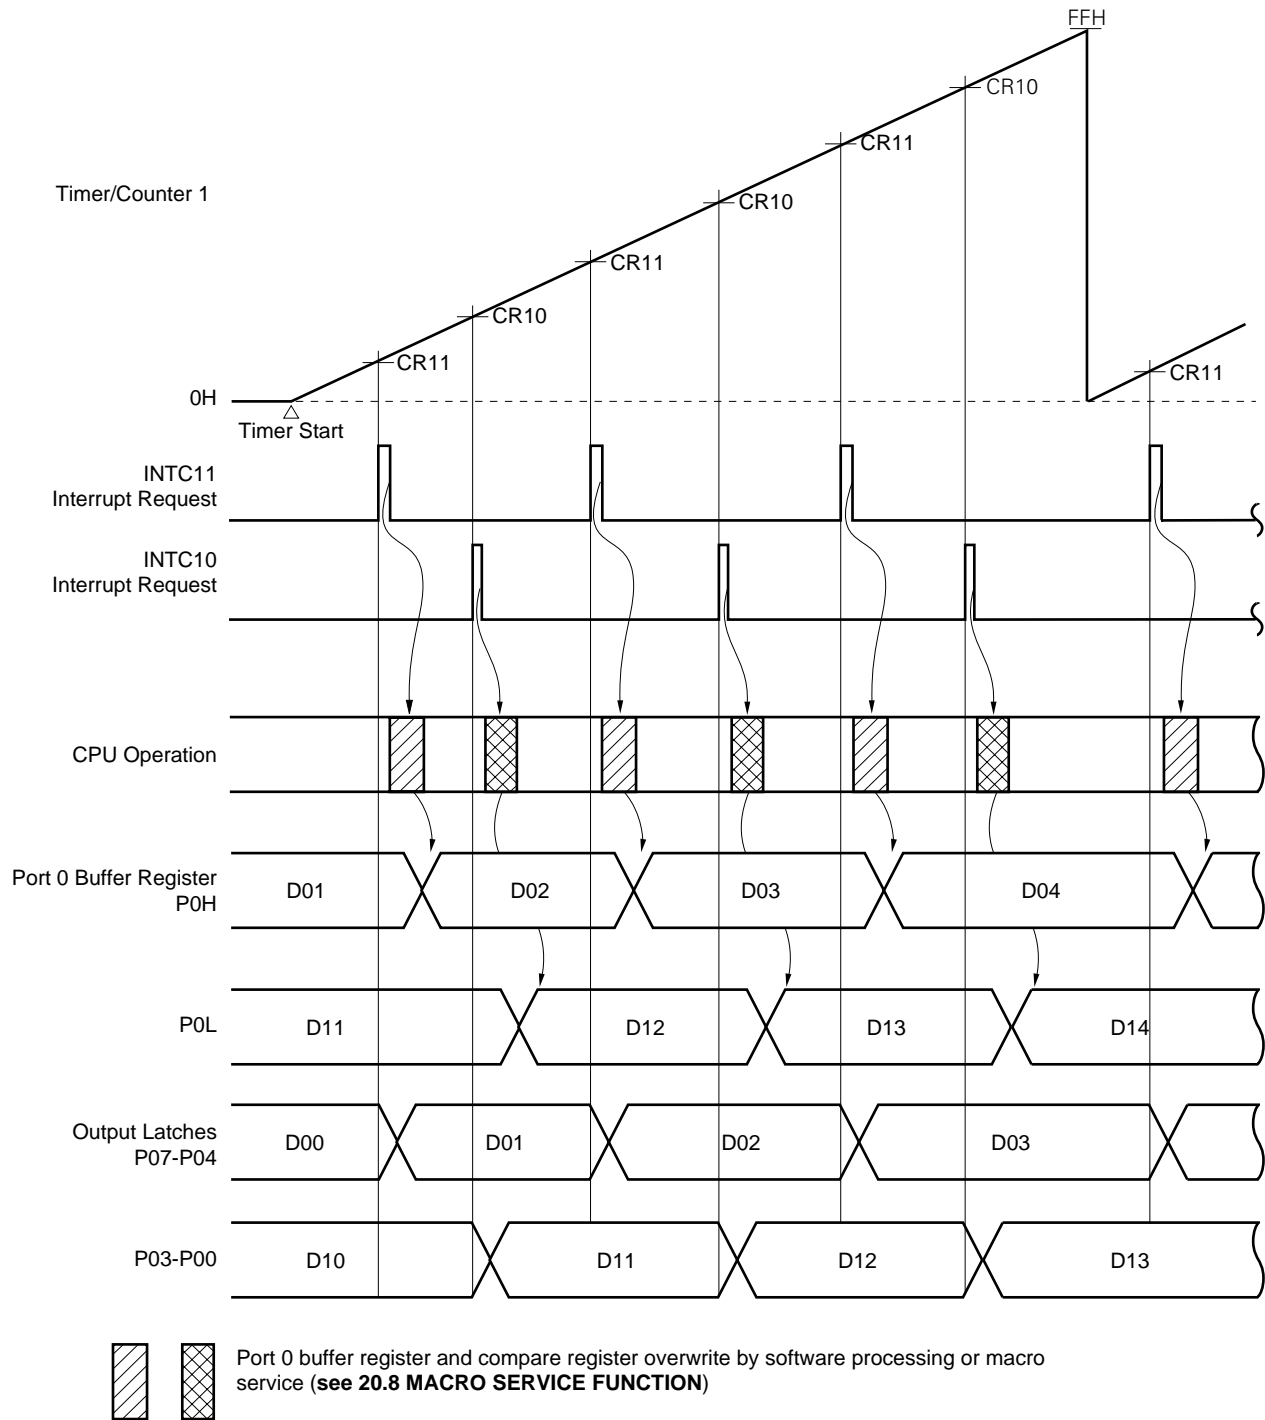 FFH
CR10
CR11
Timer/Counter 1
CR10
CR11
CR10
CR11
CR11
0H
Timer Start
INTC11
Interrupt Request
INTC10
Interrupt Request
CPU Operation
Port 0 Buffer Register
P0H
D01
D02
D03
D04
P0L
D11
D12
D13
D14
Output Latches
P07-P04
D00
D01
D02
D03
P03-P00
D10
D11
D12
D13
Port 0 buffer register and compare register overwrite by software processing or macro
service (see 20.8 MACRO SERVICE FUNCTION)